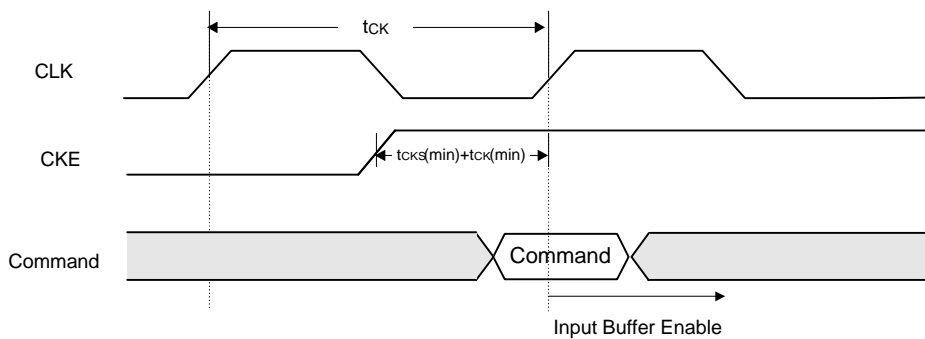 tCK
CLK
CKE
tCKS(min)+tCK(min)
Command
Command
Input Buffer Enable